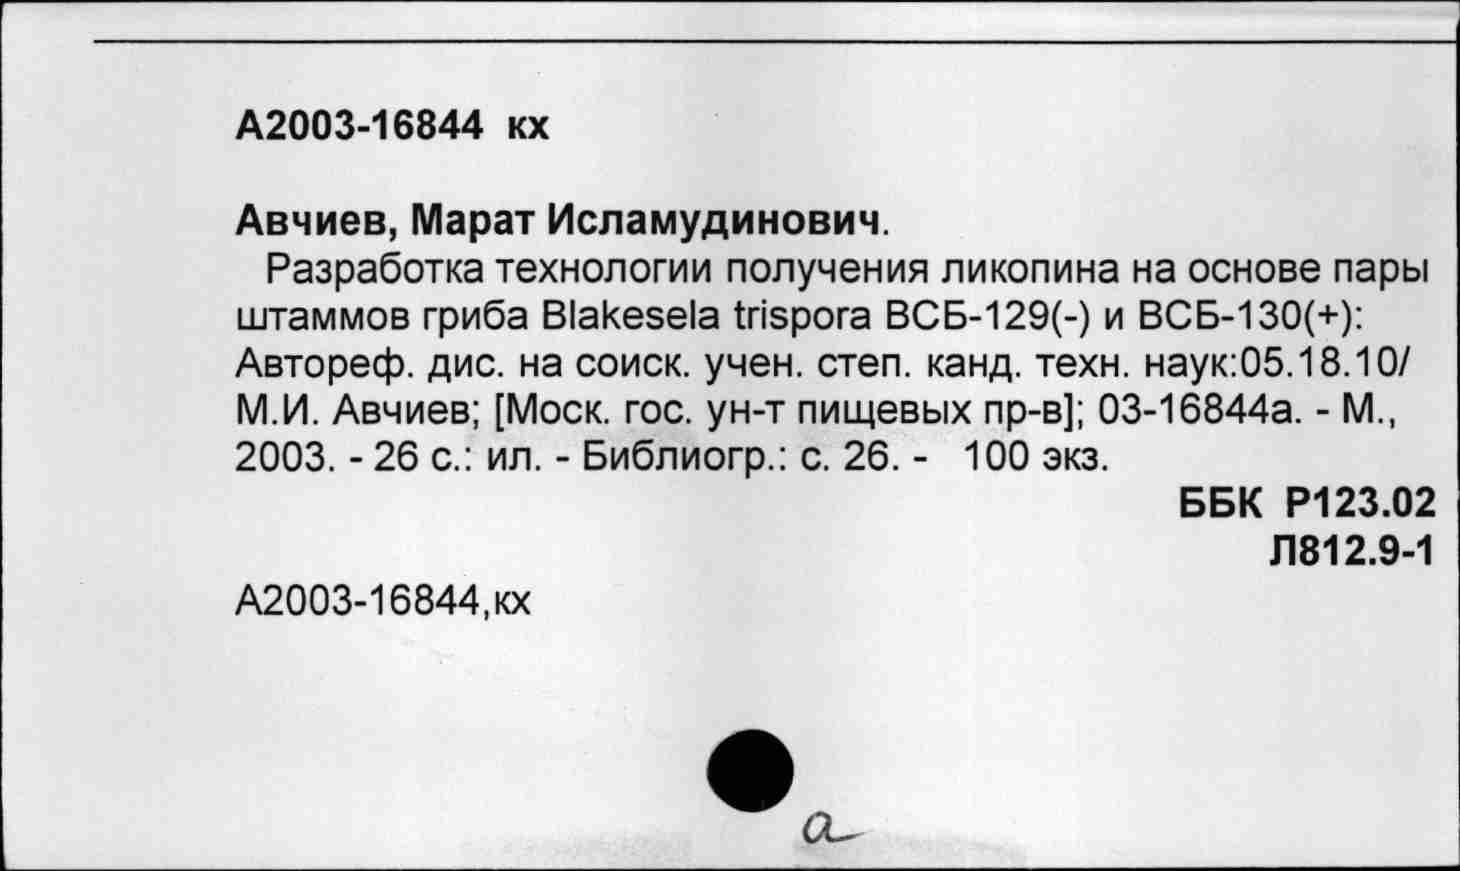 А2003-16844 кх
Авчиев, Марат Исламудинович.
Разработка технологии получения ликопина на основе пары
штаммов гриба Blakesela trispora ВСБ-129(-) и ВСБ-130(+):
Автореф. дис. на соиск. учен. степ. канд. техн. наук:05.18.10/
М.И. Авчиев; [Моск. гос. ун-т пищевых пр-в]; 03-16844а. - М.,
2003. - 26 с.: ил. - Библиогр.: с. 26. - 100 экз.
ББК Р123.02
Л812.9-1
А2003-16844,кх
а